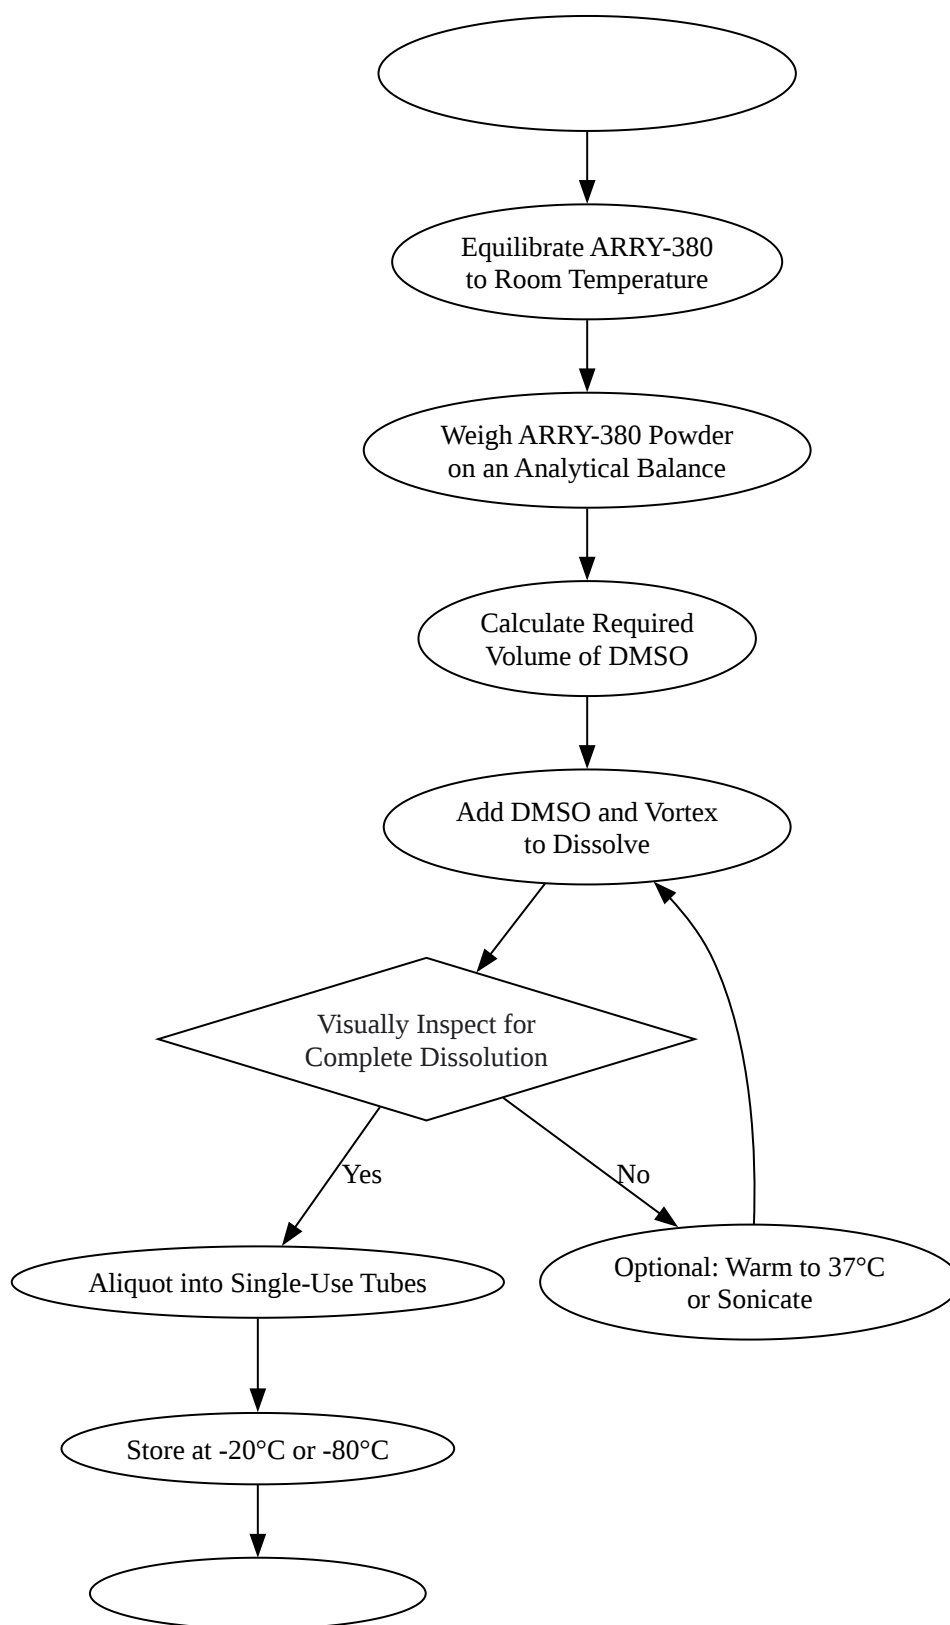 Equilibrate ARRY-380
to Room Temperature
Weigh ARRY-380 Powder
on an Analytical Balance
Calculate Required
Volume of DMSO
Add DMSO and Vortex
to Dissolve
Visually Inspect for
Complete Dissolution
Yes
No
Aliquot into Single-Use Tubes
Optional: Warm to 37°C
or Sonicate
Store at -20°C or -80°C